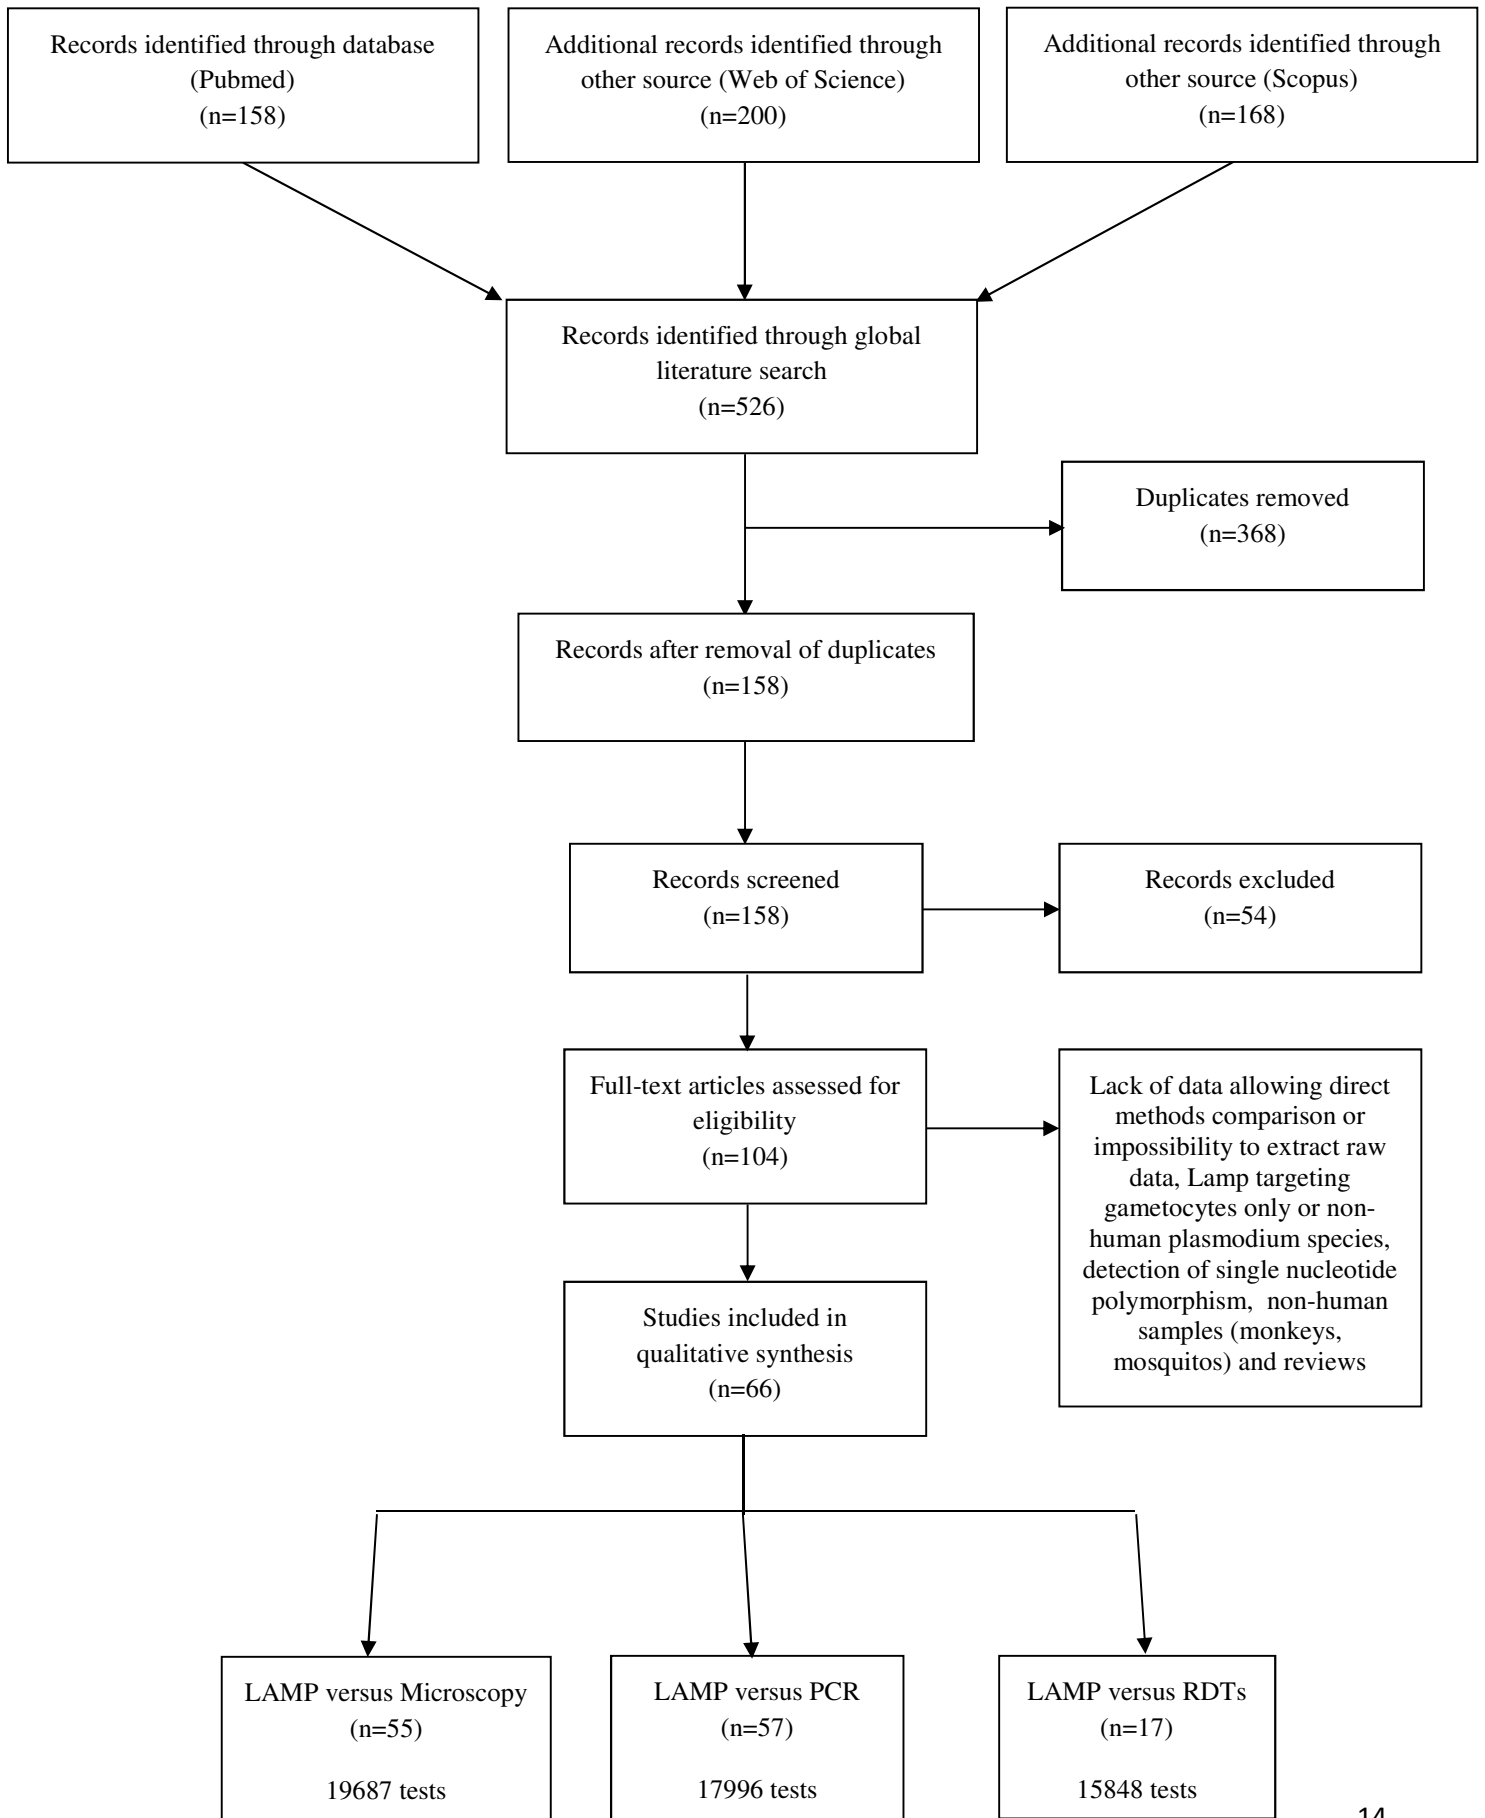 Records identified through database
(Pubmed)
(n=158)
Additional records identified through
other source (Web of Science)
(n=200)
Additional records identified through
other source (Scopus)
(n=168)
Records identified through global
literature search
(n=526)
Duplicates removed
(n=368)
Records after removal of duplicates
(n=158)
Records screened
(n=158)
Records excluded
(n=54)
Full-text articles assessed for
eligibility
(n=104)
Lack of data allowing direct
methods comparison or
impossibility to extract raw
data, Lamp targeting
gametocytes only or non-
human plasmodium species,
detection of single nucleotide
polymorphism,  non-human
samples (monkeys,
mosquitos) and reviews
Studies included in
qualitative synthesis
(n=66)
LAMP versus Microscopy
(n=55)
19687 tests
LAMP versus PCR
(n=57)
17996 tests
LAMP versus RDTs
(n=17)
15848 tests
14